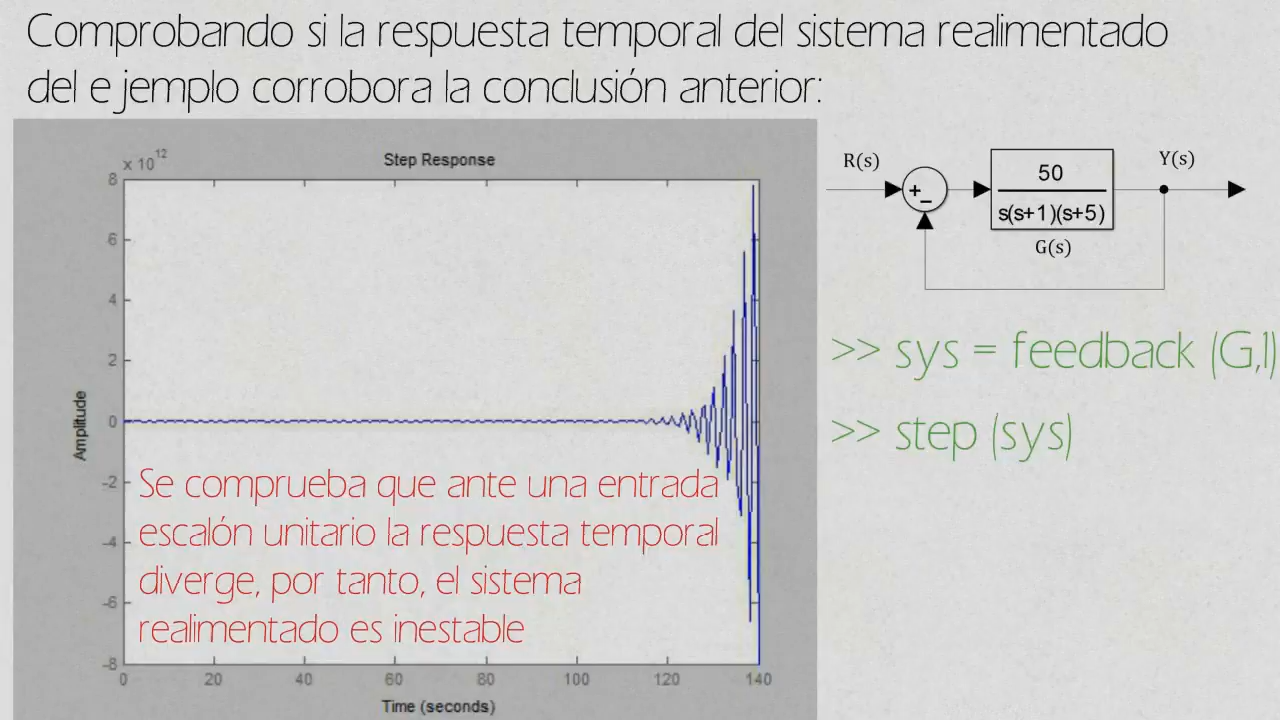 Comprobando si la respuesta temporal del sistema realimentado
del ejemplo corrobora la conclusión anterior:
x 10^12
Step Response
8
6
4
2
0
-2
-4
-6
-8
Amplitude
0 20 40 60 80 100 120 140
Time (seconds)
Se comprueba que ante una entrada
escalón unitario la respuesta temporal
diverge, por tanto, el sistema
realimentado es inestable
R(s)
+
−
50
s(s+1)(s+5)
G(s)
Y(s)
>> sys = feedback (G,1)
>> step (sys)